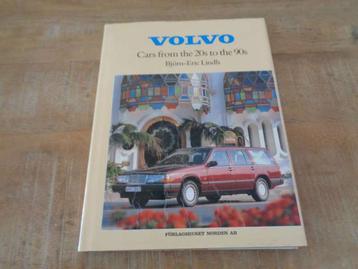 VOLVO
Cars from the 20s to the 90s
Björn-Eric Lindh
FÖRLAGSHUSET NORDEN AB